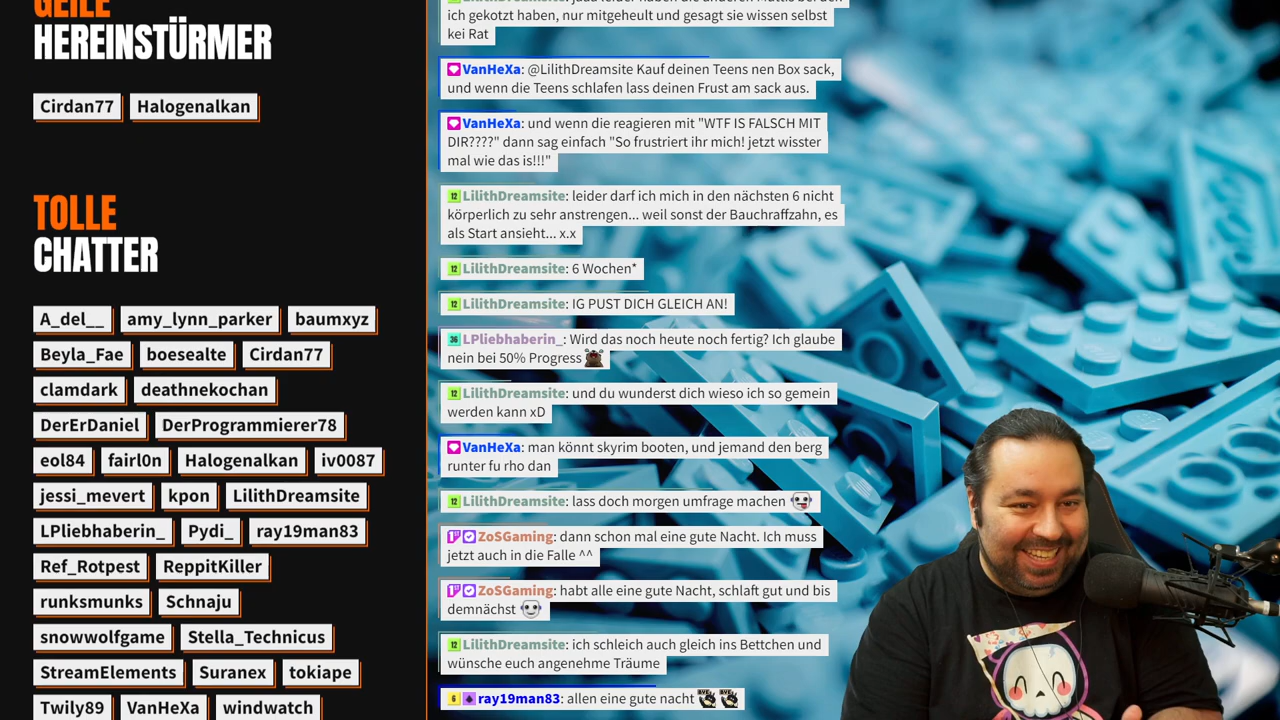 GEILE
HEREINSTÜRMER
Cirdan77 Halogenalkan
TOLLE
CHATTER
A_del__ amy_lynn_parker baumxyz
Beyla_Fae boesealte Cirdan77
clamdark deathnekochan
DerErDaniel DerProgrammierer78
eol84 fairl0n Halogenalkan iv0087
jessi_mevert kpon LilithDreamsite
LPliebhaberin_ Pydi_ ray19man83
Ref_Rotpest ReppitKiller
runksmunks Schnaju
snowwolfgame Stella_Technicus
StreamElements Suranex tokiape
Twily89 VanHeXa windwatch
ich gekotzt haben, nur mitgeheult und gesagt sie wissen selbst
kei Rat
VanHeXa: @LilithDreamsite Kauf deinen Teens nen Box sack,
und wenn die Teens schlafen lass deinen Frust am sack aus.
VanHeXa: und wenn die reagieren mit "WTF IS FALSCH MIT
DIR????" dann sag einfach "So frustriert ihr mich! jetzt wisster
mal wie das is!!!"
12 LilithDreamsite: leider darf ich mich in den nächsten 6 nicht
körperlich zu sehr anstrengen... weil sonst der Bauchraffzahn, es
als Start ansieht... x.x
12 LilithDreamsite: 6 Wochen*
12 LilithDreamsite: IG PUST DICH GLEICH AN!
36 LPliebhaberin_: Wird das noch heute noch fertig? Ich glaube
nein bei 50% Progress
12 LilithDreamsite: und du wunderst dich wieso ich so gemein
werden kann xD
VanHeXa: man könnt skyrim booten, und jemand den berg
runter fu rho dan
12 LilithDreamsite: lass doch morgen umfrage machen
ZoSGaming: dann schon mal eine gute Nacht. Ich muss
jetzt auch in die Falle ^^
ZoSGaming: habt alle eine gute Nacht, schlaft gut und bis
demnächst
12 LilithDreamsite: ich schleich auch gleich ins Bettchen und
wünsche euch angenehme Träume
6 ray19man83: allen eine gute nacht